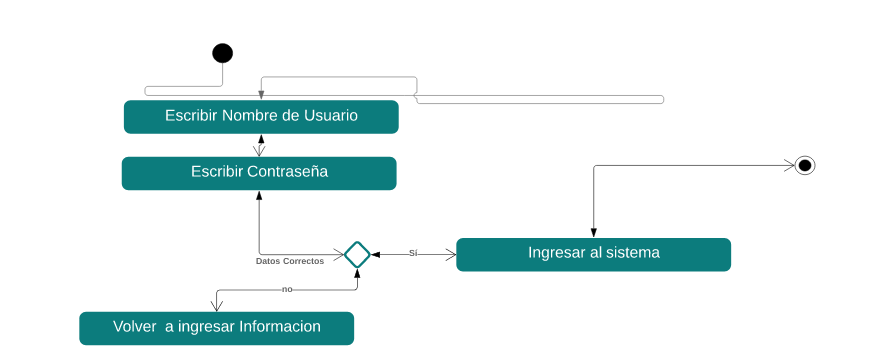 Escribir Nombre de Usuario
Escribir Contraseña
Ingresar al sistema
Sí
Datos Correctos
no
Volver  a ingresar Informacion